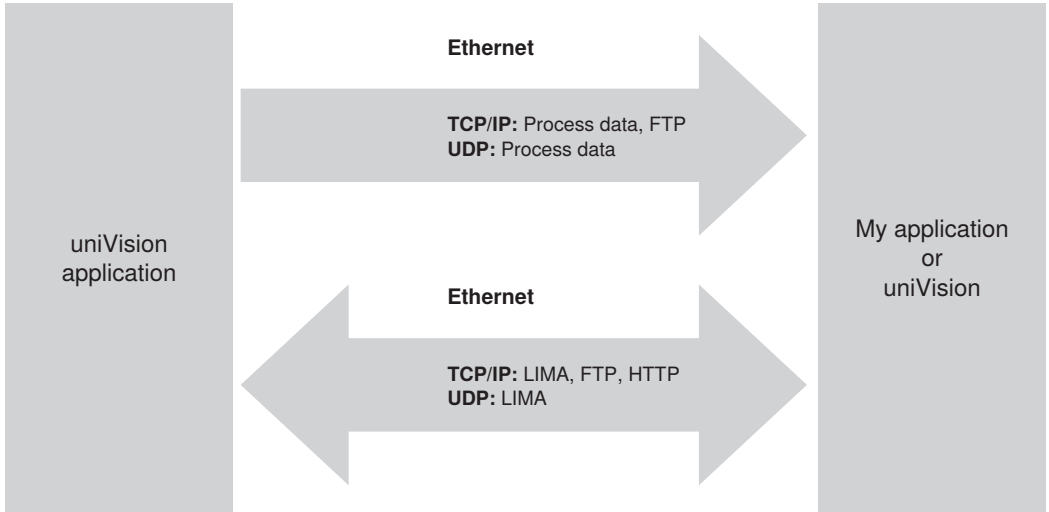 uniVision
application
Ethernet
TCP/IP: Process data, FTP
UDP: Process data
Ethernet
TCP/IP: LIMA, FTP, HTTP
UDP: LIMA
My application
or
uniVision